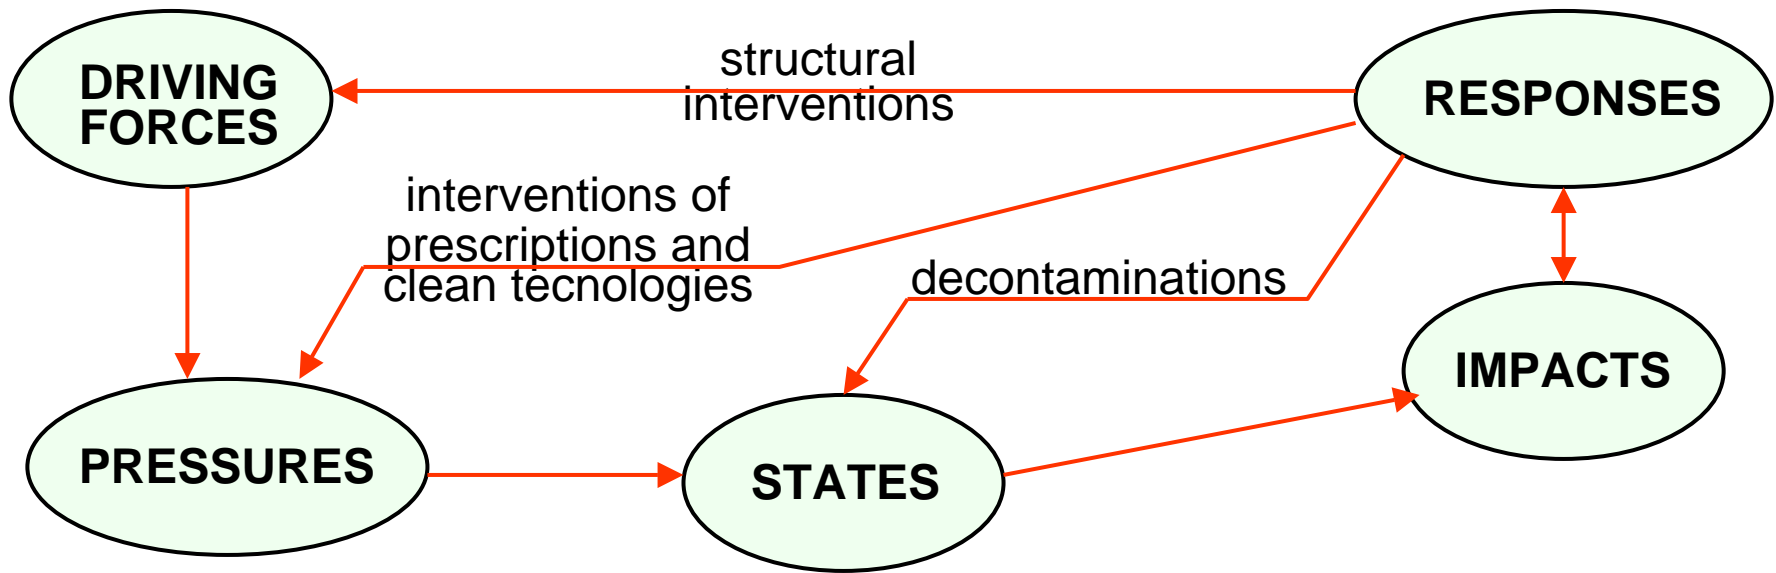 DRIVING
FORCES
structural
interventions
RESPONSES
interventions of
prescriptions and
clean tecnologies
decontaminations
IMPACTS
PRESSURES
STATES